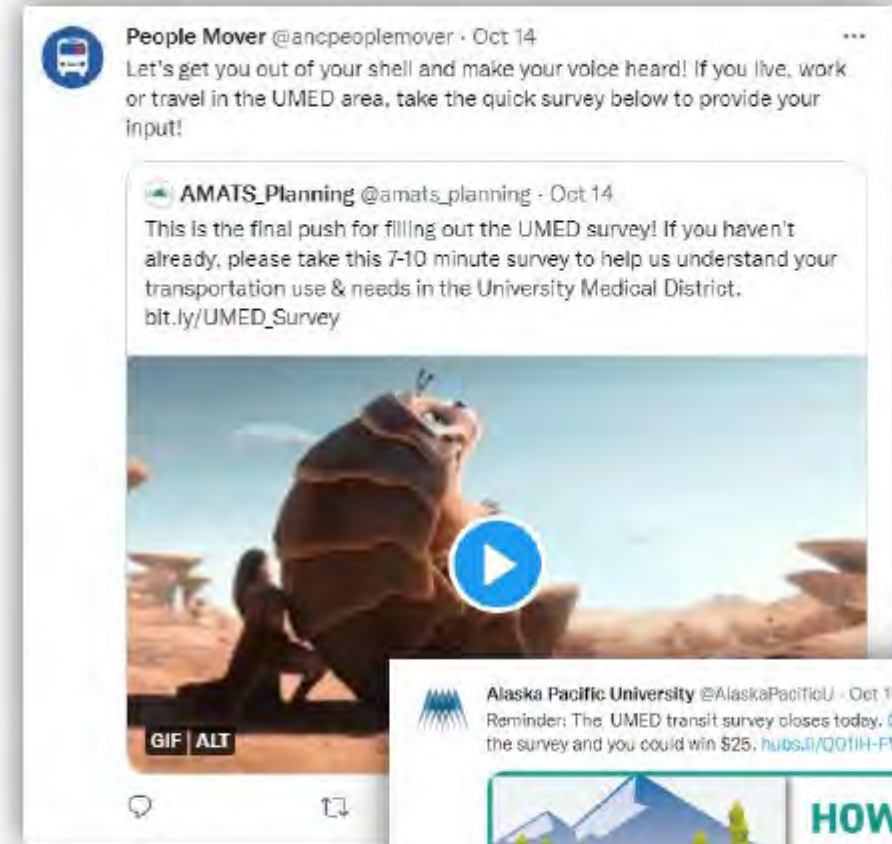 People Mover @ancpeoplemover · Oct 14
Let's get you out of your shell and make your voice heard! If you live, work
or travel in the UMED area, take the quick survey below to provide your
input!
AMATS_Planning @amats_planning · Oct 14
This is the final push for filling out the UMED survey! If you haven't
already, please take this 7-10 minute survey to help us understand your
transportation use & needs in the University Medical District.
bit.ly/UMED_Survey
GIF ALT
Alaska Pacific University @AlaskaPacificU · Oct
Reminder: The UMED transit survey closes today.
the survey and you could win $25.
HOW